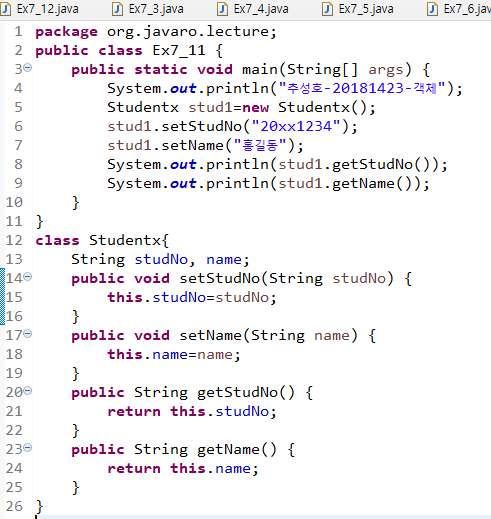 Ex7_12.java Ex7_3.java Ex7_4.java Ex7_5.java Ex7_6.java
1 package org.javaro.lecture;
2 public class Ex7_11 {
3 public static void main(String[] args) {
4 System.out.println("추성호-20181423-객체");
5 Studentx stud1=new Studentx();
6 stud1.setStudNo("20xx1234");
7 stud1.setName("홍길동");
8 System.out.println(stud1.getStudNo());
9 System.out.println(stud1.getName());
10 }
11 }
12 class Studentx{
13 String studNo, name;
14 public void setStudNo(String studNo) {
15 this.studNo=studNo;
16 }
17 public void setName(String name) {
18 this.name=name;
19 }
20 public String getStudNo() {
21 return this.studNo;
22 }
23 public String getName() {
24 return this.name;
25 }
26 }